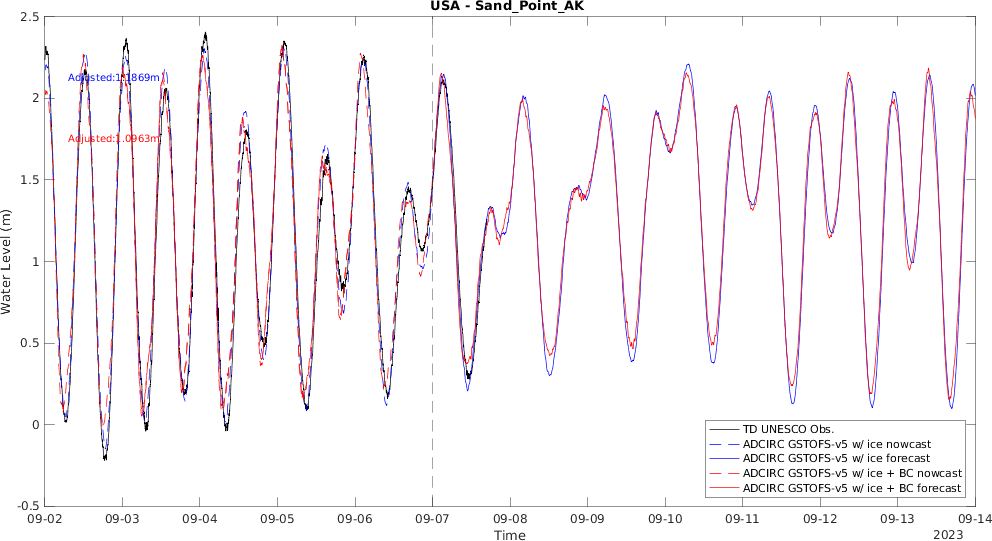 USA - Sand_Point_AK
2.5
2
1.5
1
0.5
0
-0.5
Water Level (m)
Adjusted:1.1869m
Adjusted:1.0963m
TD UNESCO Obs.
ADCIRC GSTOFS-v5 w/ ice nowcast
ADCIRC GSTOFS-v5 w/ ice forecast
ADCIRC GSTOFS-v5 w/ ice + BC nowcast
ADCIRC GSTOFS-v5 w/ ice + BC forecast
09-02 09-03 09-04 09-05 09-06 09-07 09-08 09-09 09-10 09-11 09-12 09-13 09-14
Time
2023